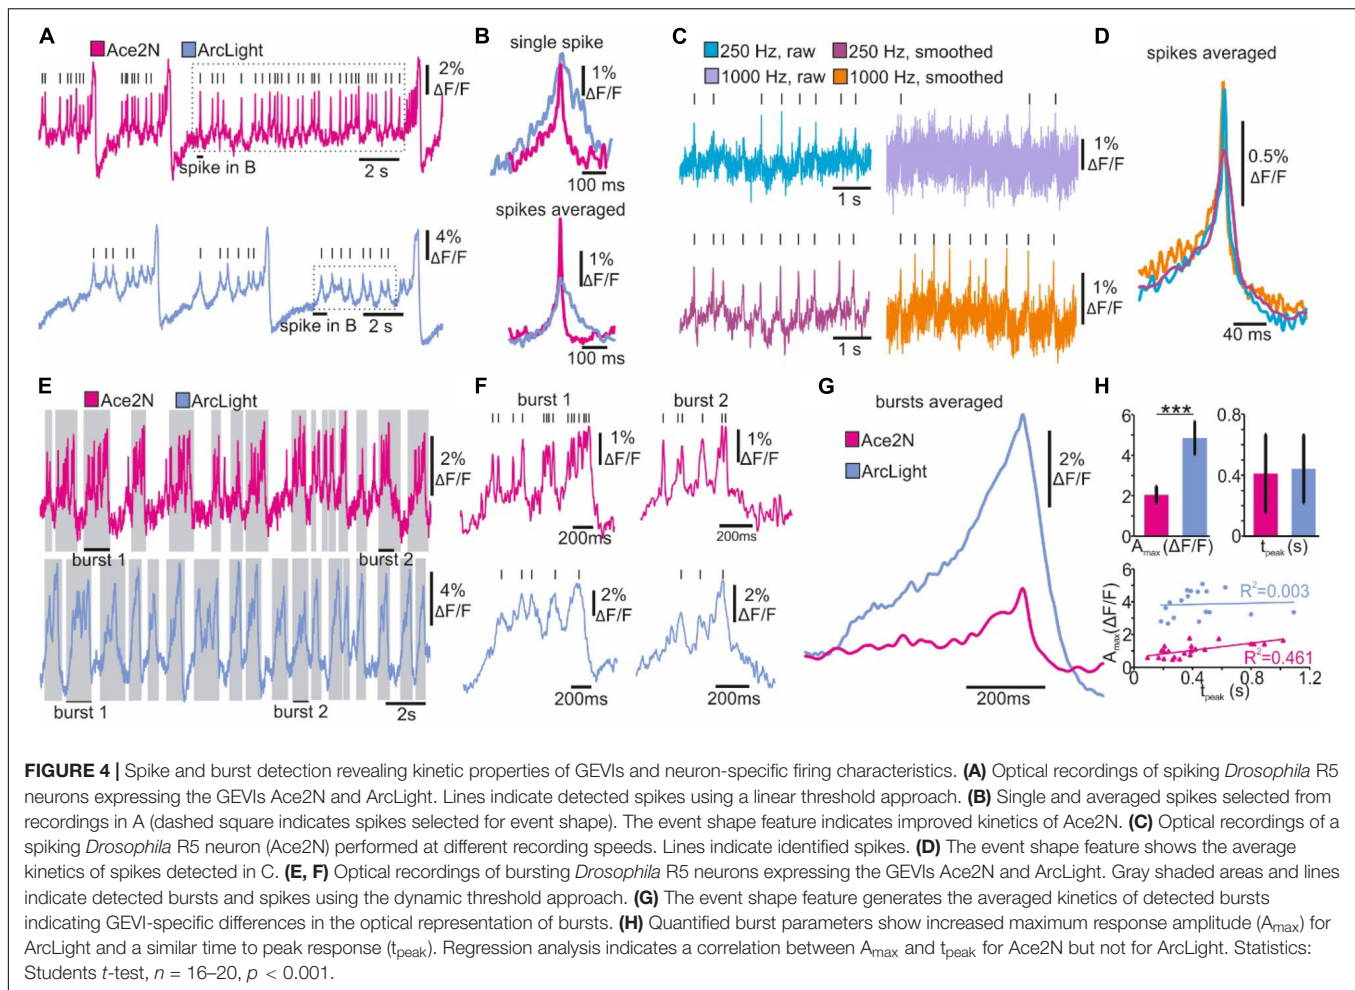 A
Ace2N
ArcLight
2%
ΔF/F
spike in B
2 s
4%
ΔF/F
spike in B
2 s
B
single spike
1%
ΔF/F
100 ms
spikes averaged
1%
ΔF/F
100 ms
C
250 Hz, raw
250 Hz, smoothed
1000 Hz, raw
1000 Hz, smoothed
1%
ΔF/F
1 s
1%
ΔF/F
1 s
D
spikes averaged
0.5%
ΔF/F
40 ms
E
Ace2N
ArcLight
2%
ΔF/F
burst 1
burst 2
4%
ΔF/F
burst 1
burst 2
2s
F
burst 1
burst 2
1%
ΔF/F
1%
ΔF/F
200ms
200ms
2%
ΔF/F
2%
ΔF/F
200ms
200ms
G
bursts averaged
Ace2N
ArcLight
2%
ΔF/F
200ms
H
***
6
4
2
0
Amax (ΔF/F)
0.8
0.4
0
tpeak (s)
6
4
2
0
Amax(ΔF/F)
R²=0.003
R²=0.461
0
0.4
0.8
1.2
tpeak (s)
FIGURE 4 | Spike and burst detection revealing kinetic properties of GEVIs and neuron-specific firing characteristics. (A) Optical recordings of spiking Drosophila R5
neurons expressing the GEVIs Ace2N and ArcLight. Lines indicate detected spikes using a linear threshold approach. (B) Single and averaged spikes selected from
recordings in A (dashed square indicates spikes selected for event shape). The event shape feature indicates improved kinetics of Ace2N. (C) Optical recordings of a
spiking Drosophila R5 neuron (Ace2N) performed at different recording speeds. Lines indicate identified spikes. (D) The event shape feature shows the average
kinetics of spikes detected in C. (E, F) Optical recordings of bursting Drosophila R5 neurons expressing the GEVIs Ace2N and ArcLight. Gray shaded areas and lines
indicate detected bursts and spikes using the dynamic threshold approach. (G) The event shape feature generates the averaged kinetics of detected bursts
indicating GEVI-specific differences in the optical representation of bursts. (H) Quantified burst parameters show increased maximum response amplitude (Amax) for
ArcLight and a similar time to peak response (tpeak). Regression analysis indicates a correlation between Amax and tpeak for Ace2N but not for ArcLight. Statistics:
Students t-test, n = 16–20, p < 0.001.